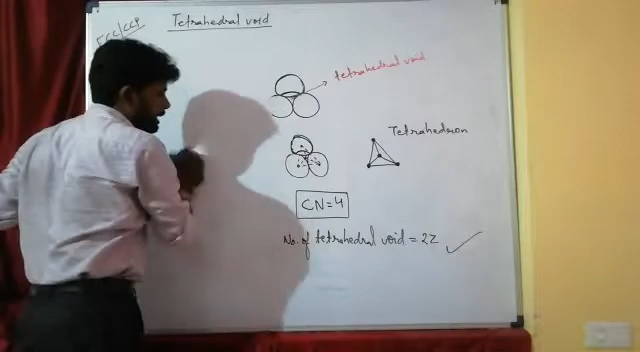 FCC/CCP
Tetrahedral void
tetrahedral void
Tetrahedron
CN=4
No. of tetrahedral void = 2Z